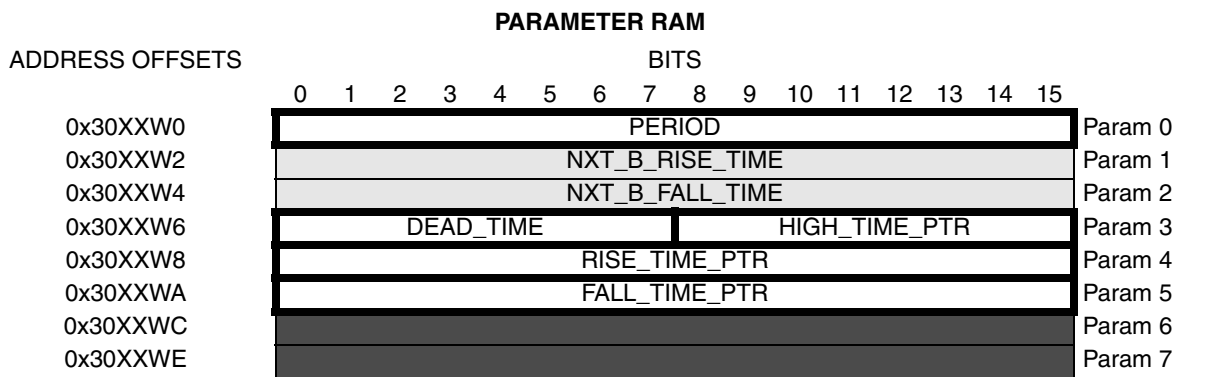 PARAMETER RAM
ADDRESS OFFSETS BITS
0 1 2 3 4 5 6 7 8 9 10 11 12 13 14 15
0x30XXW0 PERIOD Param 0
0x30XXW2 NXT_B_RISE_TIME Param 1
0x30XXW4 NXT_B_FALL_TIME Param 2
0x30XXW6 DEAD_TIME HIGH_TIME_PTR Param 3
0x30XXW8 RISE_TIME_PTR Param 4
0x30XXWA FALL_TIME_PTR Param 5
0x30XXWC Param 6
0x30XXWE Param 7